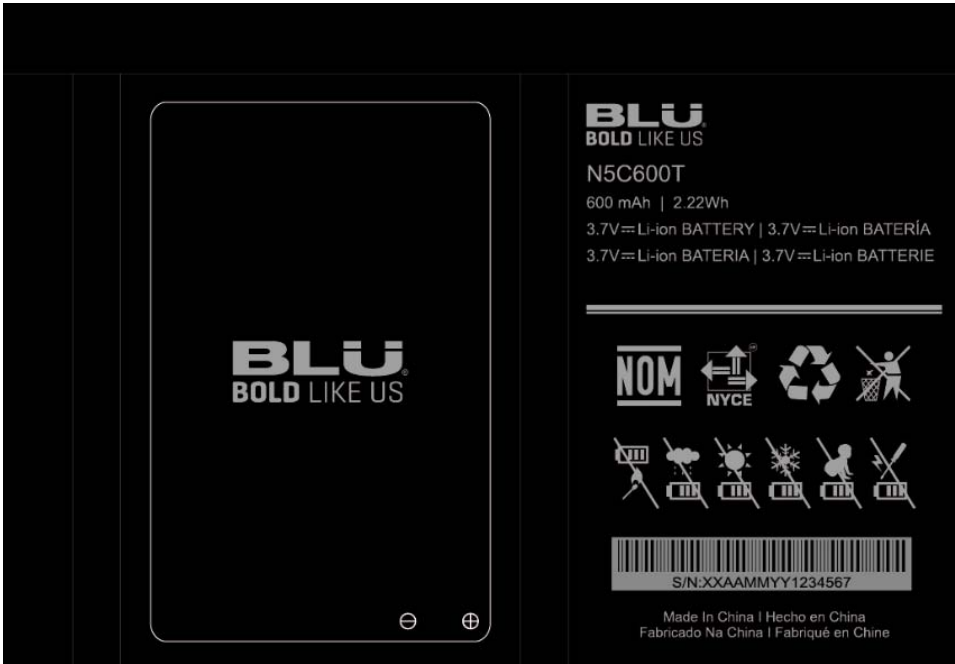 BLU
BOLD LIKE US
BLU
BOLD LIKE US
N5C600T
600 mAh | 2.22Wh
3.7V⎓Li-ion BATTERY | 3.7V⎓Li-ion BATERÍA
3.7V⎓Li-ion BATERIA | 3.7V⎓Li-ion BATTERIE
NOM
NYCE
S/N:XXAAMMYY1234567
Made In China I Hecho en China
Fabricado Na China I Fabriqué en Chine